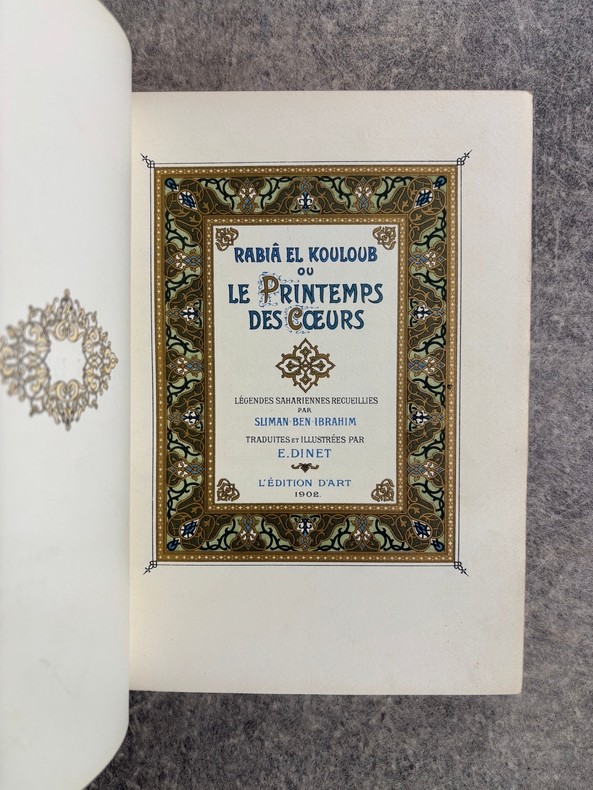 RABIÂ EL KOULOUB
OU
LE PRINTEMPS
DES CŒURS
LÉGENDES SAHARIENNES RECUEILLIES
PAR
SLIMAN-BEN-IBRAHIM
TRADUITES ET ILLUSTRÉES PAR
E. DINET
L'ÉDITION D'ART
1902.